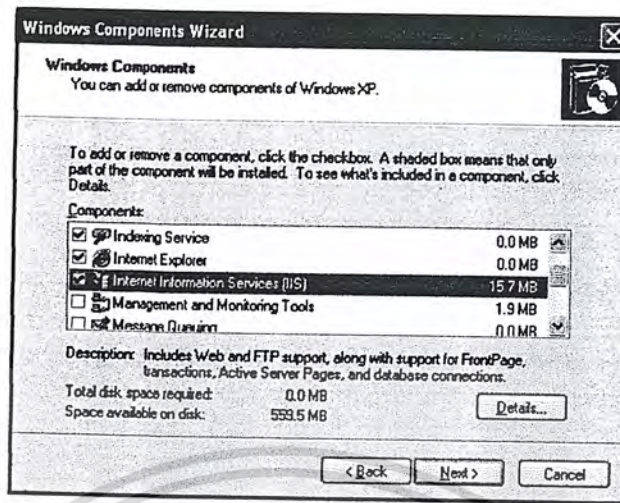 Windows Components Wizard
Windows Components
You can add or remove components of Windows XP.
To add or remove a component, click the checkbox. A shaded box means that only
part of the component will be installed. To see what's included in a component, click
Details.
Components:
Indexing Service 0.0 MB
Internet Explorer 0.0 MB
Internet Information Services (IIS) 15.7 MB
Management and Monitoring Tools 1.9 MB
Message Queuing 0.0 MB
Description: Includes Web and FTP support, along with support for FrontPage,
transactions, Active Server Pages, and database connections.
Total disk space required: 0.0 MB
Space available on disk: 559.5 MB
Details...
< Back Next > Cancel